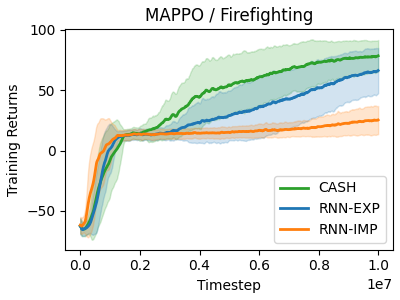 MAPPO / Firefighting
Training Returns
100
50
0
−50
CASH
RNN-EXP
RNN-IMP
0.0 0.2 0.4 0.6 0.8 1.0
1e7
Timestep